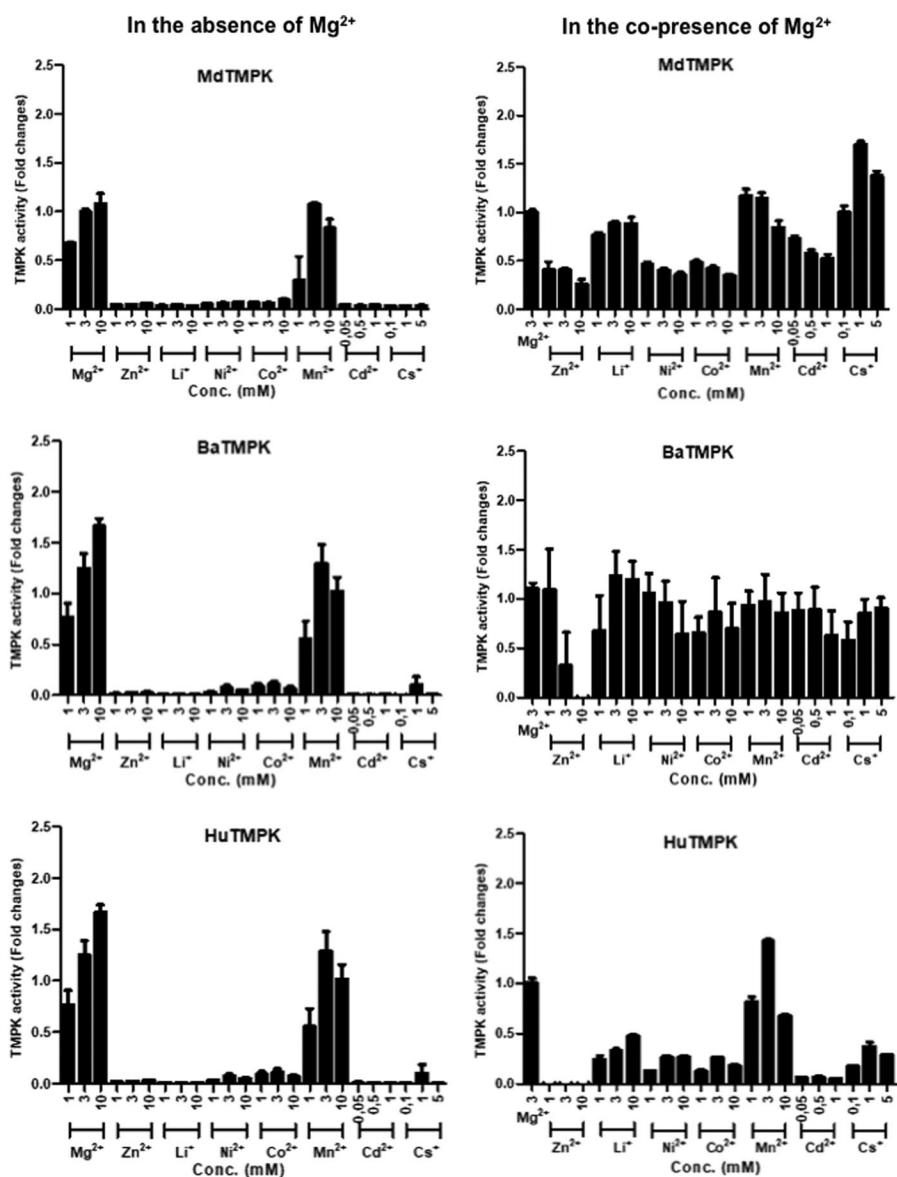 In the absence of Mg²⁺
In the co-presence of Mg²⁺
MdTMPK
TMPK activity (Fold changes)
2.5
2.0
1.5
1.0
0.5
0.0
1 3 10 1 3 10 1 3 10 1 3 10 1 3 10 1 3 10 0,05 0,5 1 0,1 1 5
Mg²⁺ Zn²⁺ Li⁺ Ni²⁺ Co²⁺ Mn²⁺ Cd²⁺ Cs⁺
Conc. (mM)
MdTMPK
TMPK activity (Fold changes)
2.5
2.0
1.5
1.0
0.5
0.0
3 1 3 10 1 3 10 1 3 10 1 3 10 1 3 10 0,05 0,5 1 0,1 1 5
Mg²⁺
Zn²⁺ Li⁺ Ni²⁺ Co²⁺ Mn²⁺ Cd²⁺ Cs⁺
Conc. (mM)
BaTMPK
TMPK activity (Fold changes)
2.5
2.0
1.5
1.0
0.5
0.0
1 3 10 1 3 10 1 3 10 1 3 10 1 3 10 1 3 10 0,05 0,5 1 0,1 1 5
Mg²⁺ Zn²⁺ Li⁺ Ni²⁺ Co²⁺ Mn²⁺ Cd²⁺ Cs⁺
Conc. (mM)
BaTMPK
TMPK activity (Fold changes)
2.5
2.0
1.5
1.0
0.5
0.0
3 1 3 10 1 3 10 1 3 10 1 3 10 1 3 10 0,05 0,5 1 0,1 1 5
Mg²⁺
Zn²⁺ Li⁺ Ni²⁺ Co²⁺ Mn²⁺ Cd²⁺ Cs⁺
Conc. (mM)
HuTMPK
TMPK activity (Fold changes)
2.5
2.0
1.5
1.0
0.5
0.0
1 3 10 1 3 10 1 3 10 1 3 10 1 3 10 1 3 10 0,05 0,5 1 0,1 1 5
Mg²⁺ Zn²⁺ Li⁺ Ni²⁺ Co²⁺ Mn²⁺ Cd²⁺ Cs⁺
Conc. (mM)
HuTMPK
TMPK activity (Fold changes)
2.5
2.0
1.5
1.0
0.5
0.0
3 1 3 10 1 3 10 1 3 10 1 3 10 1 3 10 0,05 0,5 1 0,1 1 5
Mg²⁺
Zn²⁺ Li⁺ Ni²⁺ Co²⁺ Mn²⁺ Cd²⁺ Cs⁺
Conc. (mM)